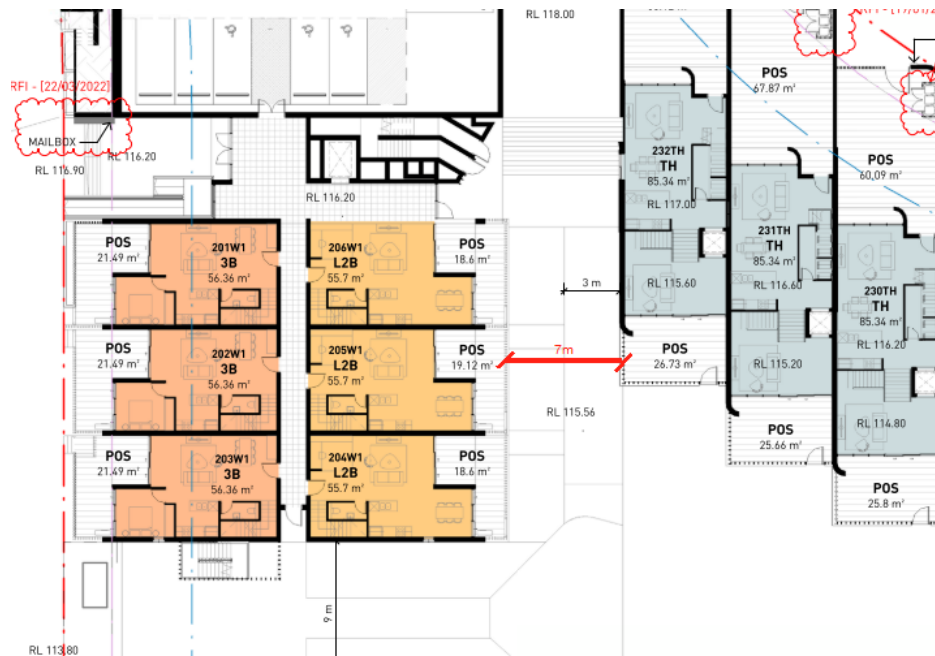 RL 118.00
RFI - [22/03/2022]
MAILBOX
RL 116.20
RL 116.90
RL 116.20
POS
67.87 m²
POS
60.09 m²
232TH
TH
85.34 m²
RL 117.00
RL 115.60
POS
26.73 m²
231TH
TH
85.34 m²
RL 116.60
RL 115.20
POS
25.66 m²
230TH
TH
85.34 m²
RL 116.20
RL 114.80
POS
25.8 m²
POS
21.49 m²
201W1
3B
56.36 m²
206W1
L2B
55.7 m²
POS
18.6 m²
3 m
POS
21.49 m²
202W1
3B
56.36 m²
205W1
L2B
55.7 m²
POS
19.12 m²
7m
RL 115.56
POS
21.49 m²
203W1
3B
56.36 m²
204W1
L2B
55.7 m²
POS
18.6 m²
9 m
RL 113.80